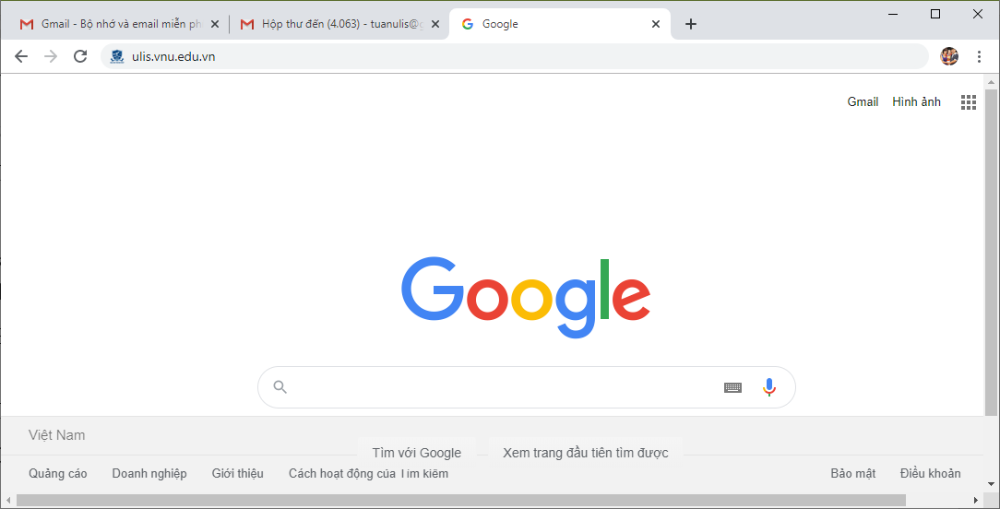 Gmail - Bộ nhớ và email miễn ph
Hộp thư đến (4.063) - tuanulis@g
Google
ulis.vnu.edu.vn
Gmail Hình ảnh
Google
Việt Nam
Tìm với Google Xem trang đầu tiên tìm được
Quảng cáo Doanh nghiệp Giới thiệu Cách hoạt động của Tìm kiếm Bảo mật Điều khoản